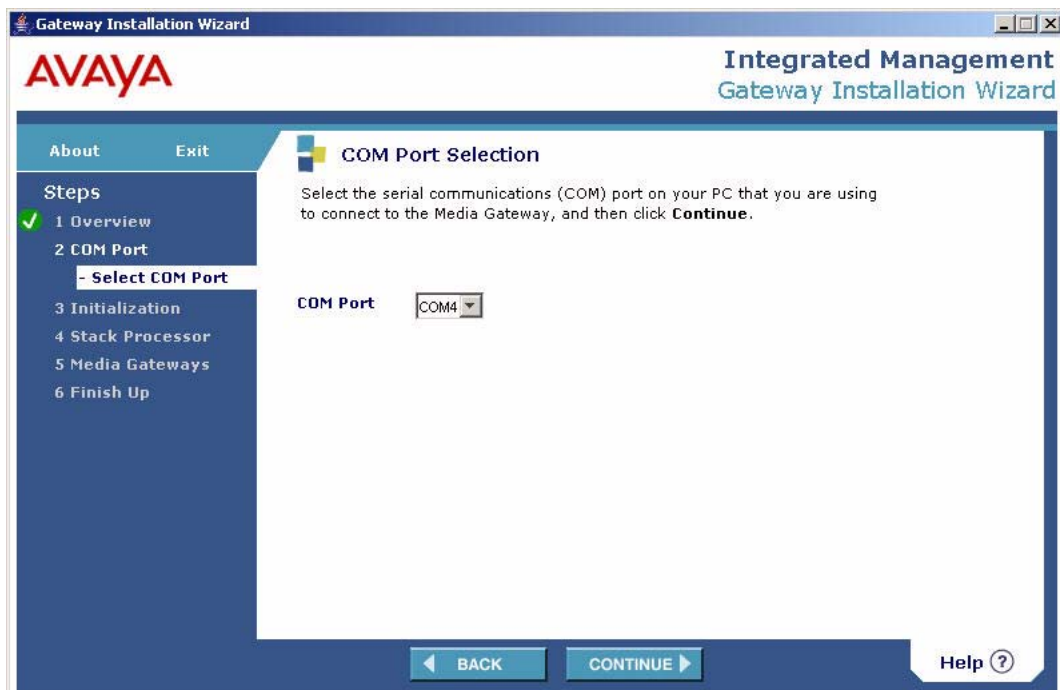 Gateway Installation Wizard
AVAYA
Integrated Management
Gateway Installation Wizard
About Exit
Steps
1 Overview
2 COM Port
- Select COM Port
3 Initialization
4 Stack Processor
5 Media Gateways
6 Finish Up
COM Port Selection
Select the serial communications (COM) port on your PC that you are using
to connect to the Media Gateway, and then click Continue.
COM Port COM4
BACK CONTINUE
Help ?